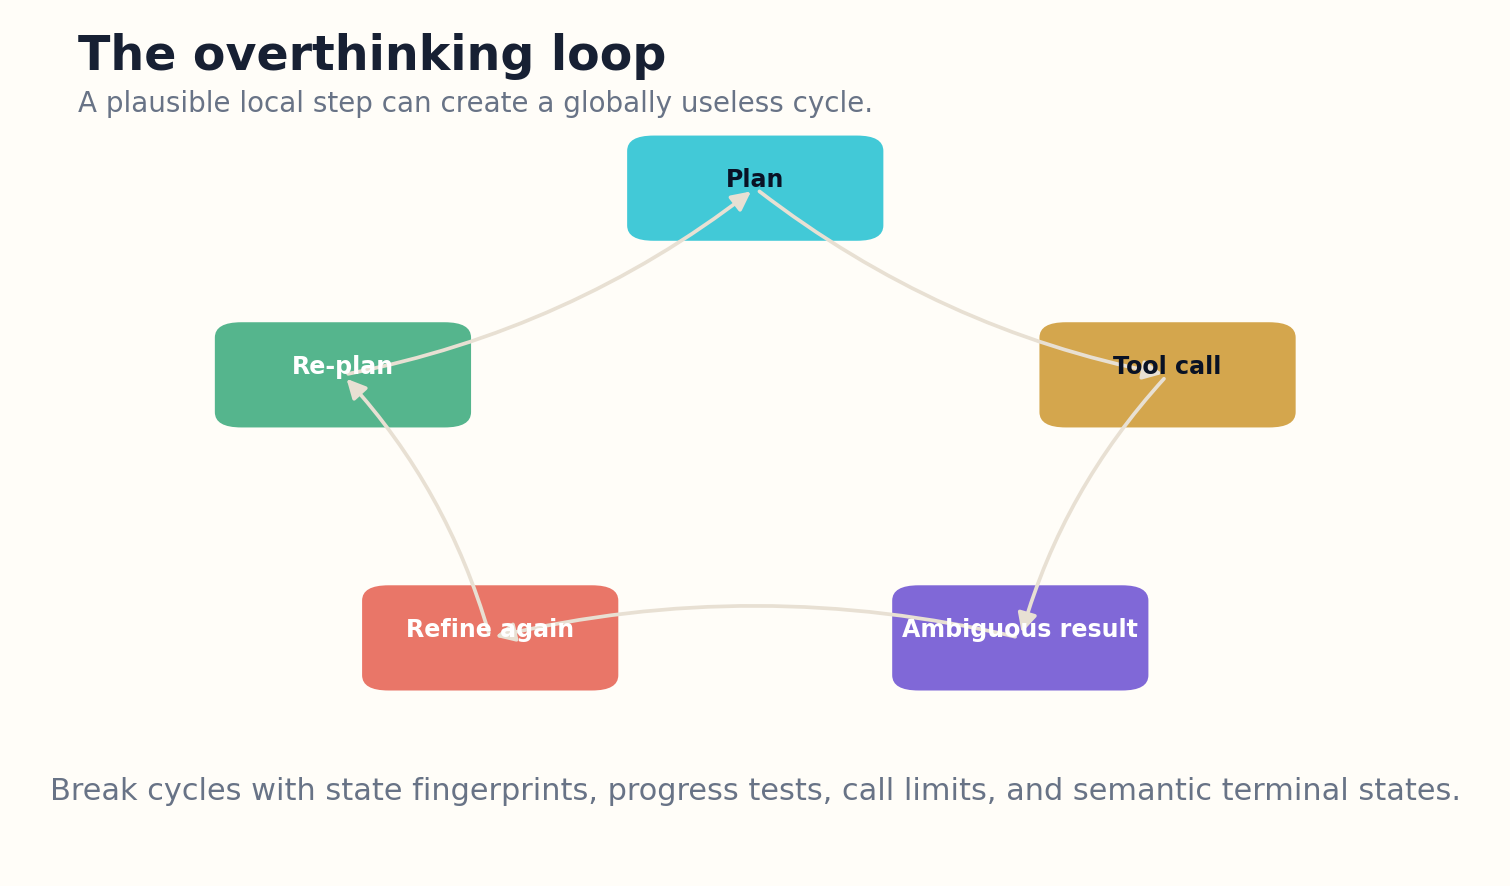 The overthinking loop
A plausible local step can create a globally useless cycle.
Plan
Re-plan
Tool call
Refine again
Ambiguous result
Break cycles with state fingerprints, progress tests, call limits, and semantic terminal states.